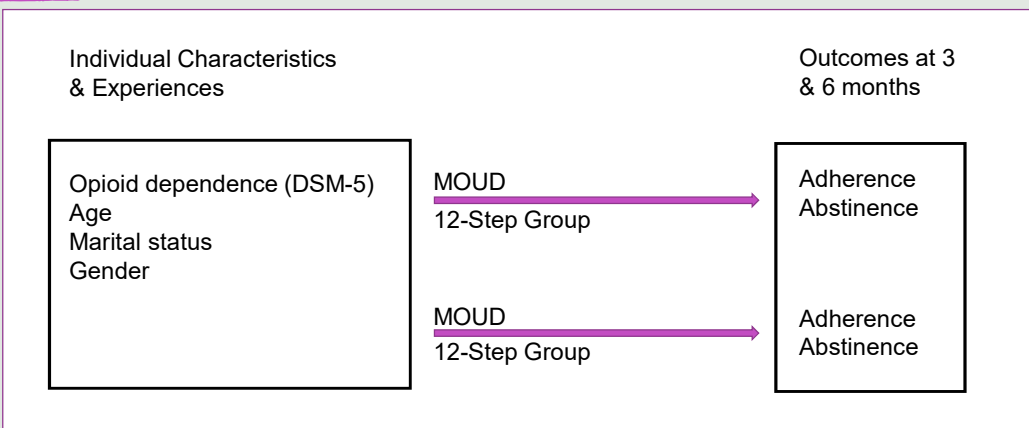 Individual Characteristics
& Experiences
Outcomes at 3
& 6 months
Opioid dependence (DSM-5)
Age
Marital status
Gender
MOUD
12-Step Group
Adherence
Abstinence
MOUD
12-Step Group
Adherence
Abstinence